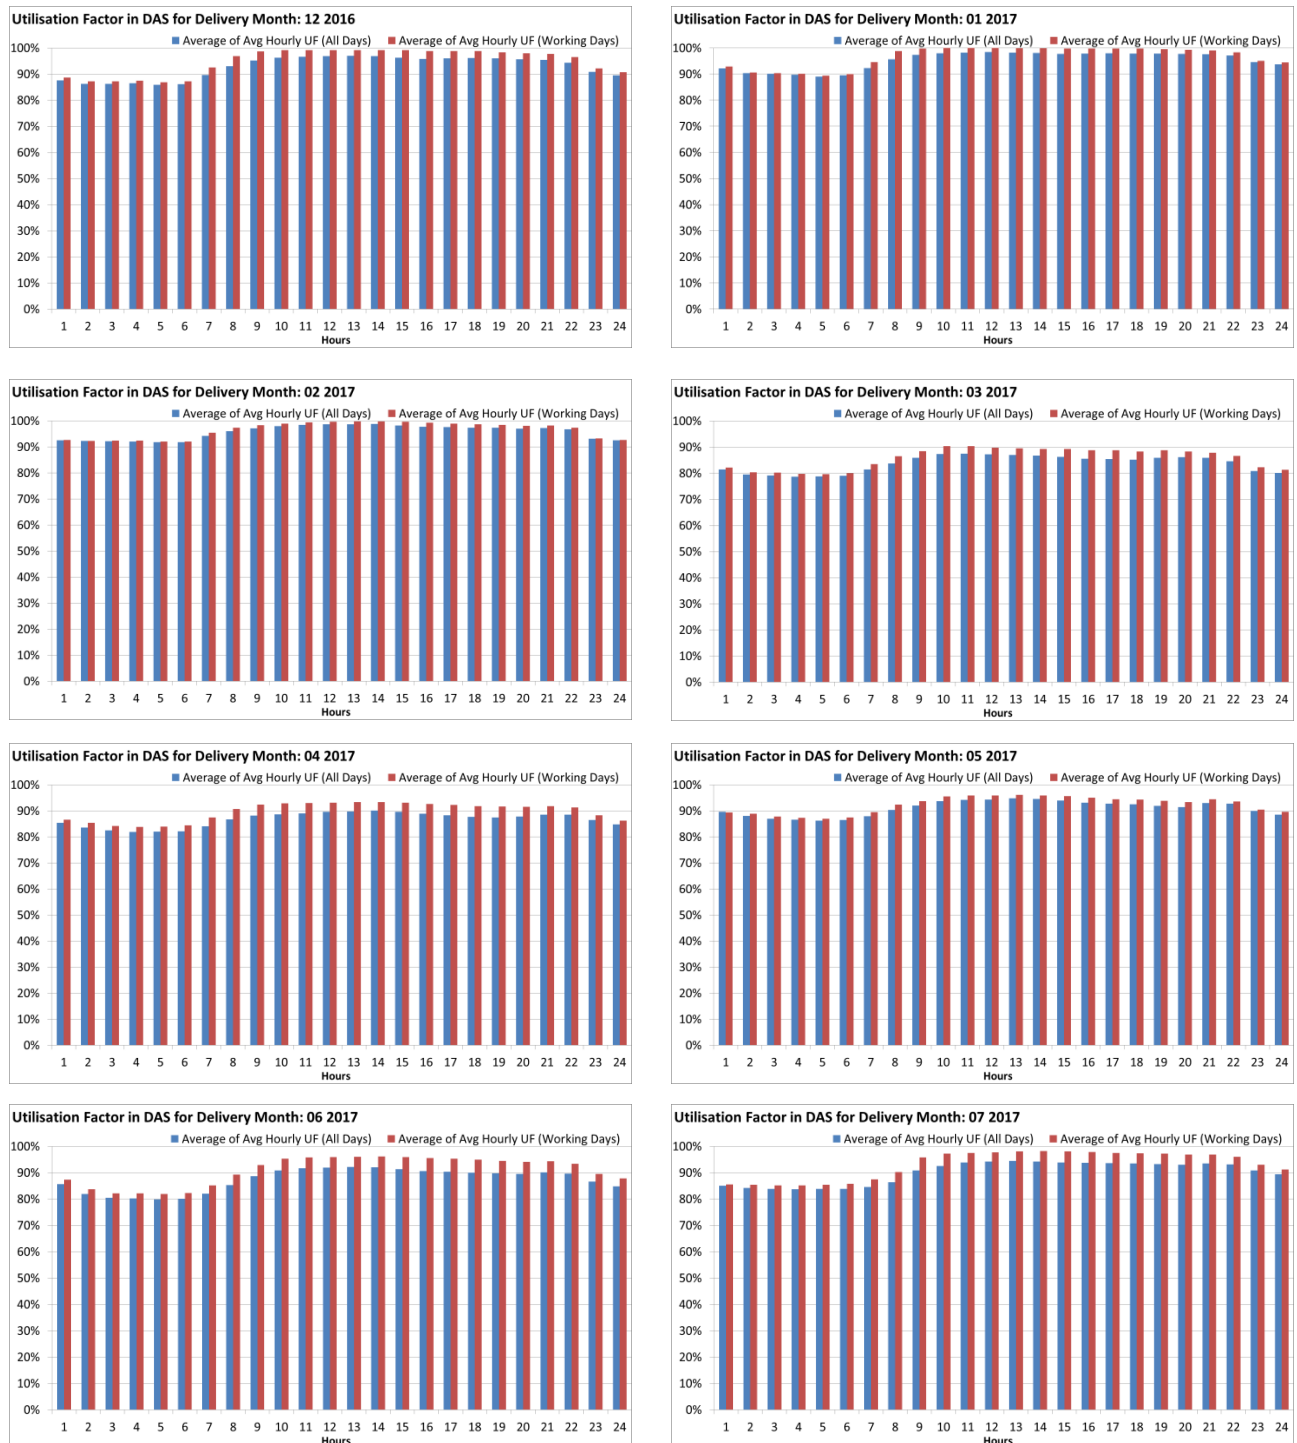 Utilisation Factor in DAS for Delivery Month: 12 2016
Average of Avg Hourly UF (All Days) Average of Avg Hourly UF (Working Days)
100%
90%
80%
70%
60%
50%
40%
30%
20%
10%
0%
1 2 3 4 5 6 7 8 9 10 11 12 13 14 15 16 17 18 19 20 21 22 23 24
Hours
Utilisation Factor in DAS for Delivery Month: 01 2017
Average of Avg Hourly UF (All Days) Average of Avg Hourly UF (Working Days)
100%
90%
80%
70%
60%
50%
40%
30%
20%
10%
0%
1 2 3 4 5 6 7 8 9 10 11 12 13 14 15 16 17 18 19 20 21 22 23 24
Hours
Utilisation Factor in DAS for Delivery Month: 02 2017
Average of Avg Hourly UF (All Days) Average of Avg Hourly UF (Working Days)
100%
90%
80%
70%
60%
50%
40%
30%
20%
10%
0%
1 2 3 4 5 6 7 8 9 10 11 12 13 14 15 16 17 18 19 20 21 22 23 24
Hours
Utilisation Factor in DAS for Delivery Month: 03 2017
Average of Avg Hourly UF (All Days) Average of Avg Hourly UF (Working Days)
100%
90%
80%
70%
60%
50%
40%
30%
20%
10%
0%
1 2 3 4 5 6 7 8 9 10 11 12 13 14 15 16 17 18 19 20 21 22 23 24
Hours
Utilisation Factor in DAS for Delivery Month: 04 2017
Average of Avg Hourly UF (All Days) Average of Avg Hourly UF (Working Days)
100%
90%
80%
70%
60%
50%
40%
30%
20%
10%
0%
1 2 3 4 5 6 7 8 9 10 11 12 13 14 15 16 17 18 19 20 21 22 23 24
Hours
Utilisation Factor in DAS for Delivery Month: 05 2017
Average of Avg Hourly UF (All Days) Average of Avg Hourly UF (Working Days)
100%
90%
80%
70%
60%
50%
40%
30%
20%
10%
0%
1 2 3 4 5 6 7 8 9 10 11 12 13 14 15 16 17 18 19 20 21 22 23 24
Hours
Utilisation Factor in DAS for Delivery Month: 06 2017
Average of Avg Hourly UF (All Days) Average of Avg Hourly UF (Working Days)
100%
90%
80%
70%
60%
50%
40%
30%
20%
10%
0%
1 2 3 4 5 6 7 8 9 10 11 12 13 14 15 16 17 18 19 20 21 22 23 24
Hours
Utilisation Factor in DAS for Delivery Month: 07 2017
Average of Avg Hourly UF (All Days) Average of Avg Hourly UF (Working Days)
100%
90%
80%
70%
60%
50%
40%
30%
20%
10%
0%
1 2 3 4 5 6 7 8 9 10 11 12 13 14 15 16 17 18 19 20 21 22 23 24
Hours